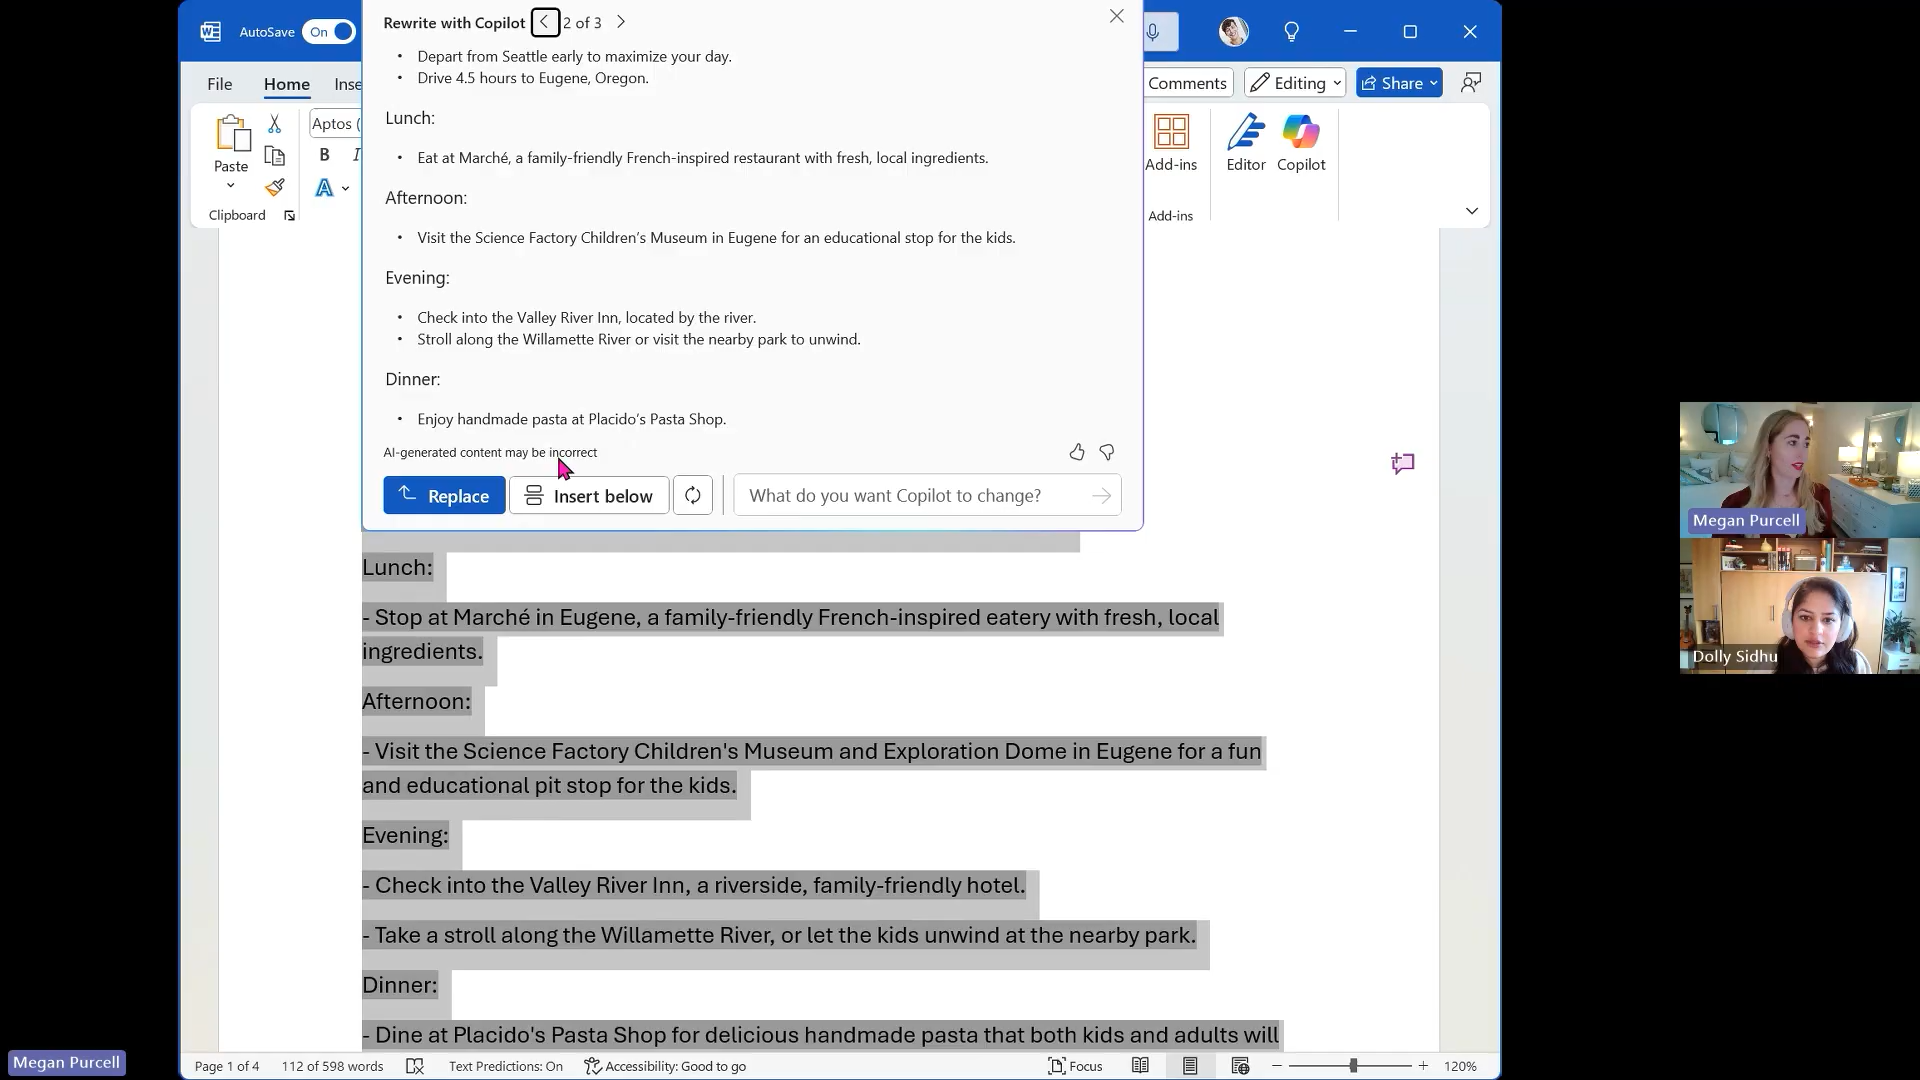 AutoSave On
Rewrite with Copilot 2 of 3
• Depart from Seattle early to maximize your day.
• Drive 4.5 hours to Eugene, Oregon.
Lunch:
• Eat at Marché, a family-friendly French-inspired restaurant with fresh, local ingredients.
Afternoon:
• Visit the Science Factory Children's Museum in Eugene for an educational stop for the kids.
Evening:
• Check into the Valley River Inn, located by the river.
• Stroll along the Willamette River or visit the nearby park to unwind.
Dinner:
• Enjoy handmade pasta at Placido's Pasta Shop.
AI-generated content may be incorrect
Replace Insert below What do you want Copilot to change?
File Home Inse
Comments Editing Share
Paste
Aptos (
B I
A
Clipboard
Add-ins Editor Copilot
Add-ins
Lunch:
- Stop at Marché in Eugene, a family-friendly French-inspired eatery with fresh, local
ingredients.
Afternoon:
- Visit the Science Factory Children's Museum and Exploration Dome in Eugene for a fun
and educational pit stop for the kids.
Evening:
- Check into the Valley River Inn, a riverside, family-friendly hotel.
- Take a stroll along the Willamette River, or let the kids unwind at the nearby park.
Dinner:
- Dine at Placido's Pasta Shop for delicious handmade pasta that both kids and adults will
Page 1 of 4 112 of 598 words Text Predictions: On Accessibility: Good to go Focus 120%
Megan Purcell
Dolly Sidhu
Megan Purcell